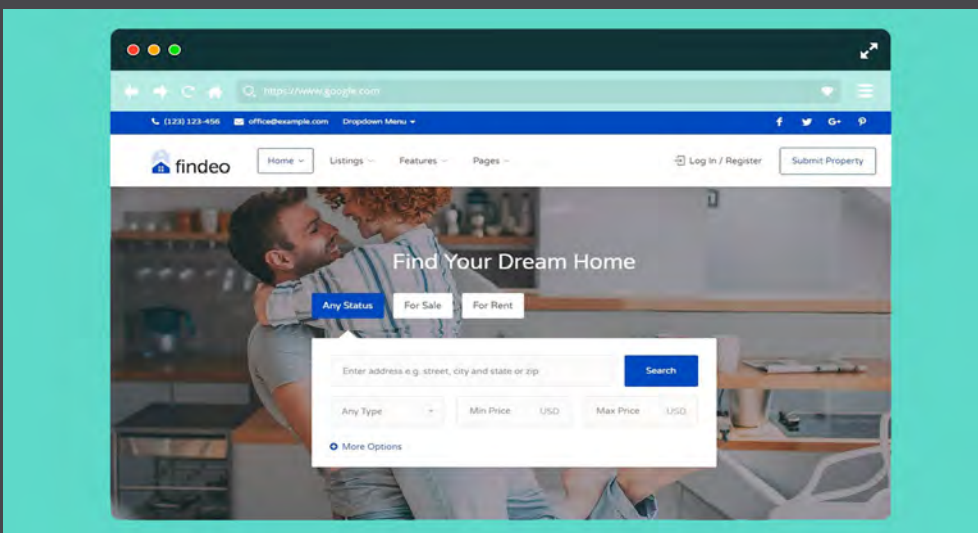 https://www.google.com
(123) 123-456 office@example.com Dropdown Menu
f G+
findeo Home Listings Features Pages Log In / Register Submit Property
Find Your Dream Home
Any Status For Sale For Rent
Enter address e.g. street, city and state or zip Search
Any Type Min Price USD Max Price USD
More Options